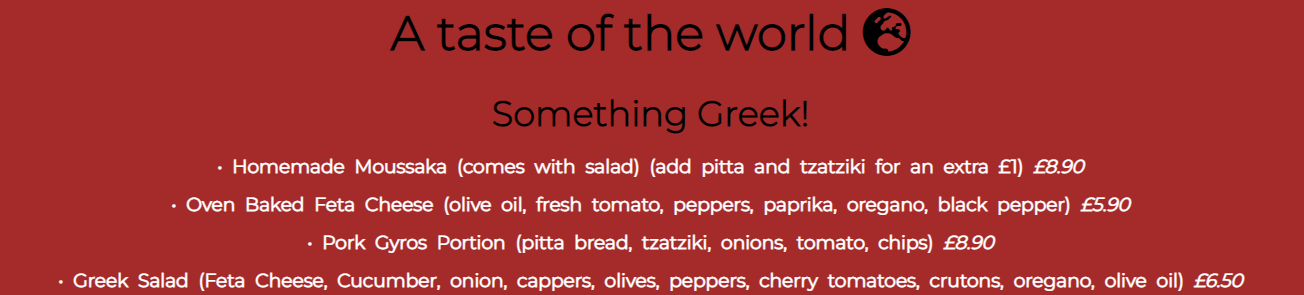 A taste of the world
Something Greek!
• Homemade Moussaka (comes with salad) (add pitta and tzatziki for an extra £1) £8.90
• Oven Baked Feta Cheese (olive oil, fresh tomato, peppers, paprika, oregano, black pepper) £5.90
• Pork Gyros Portion (pitta bread, tzatziki, onions, tomato, chips) £8.90
• Greek Salad (Feta Cheese, Cucumber, onion, cappers, olives, peppers, cherry tomatoes, crutons, oregano, olive oil) £6.50